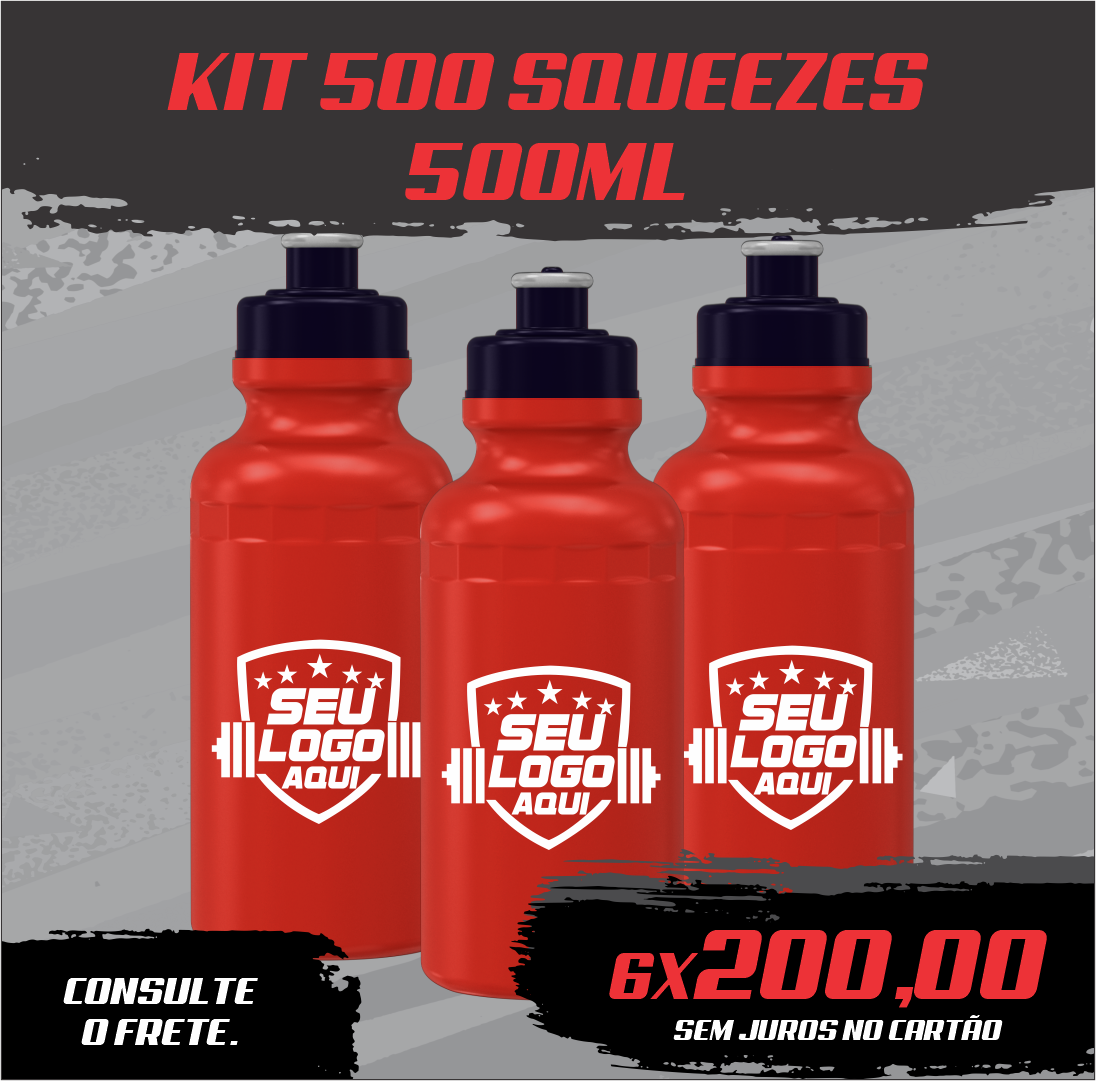 KIT 500 SQUEEZES
500ML
SEU
LOGO
AQUI
SEU
LOGO
AQUI
SEU
LOGO
AQUI
CONSULTE
O FRETE.
6X200,00
SEM JUROS NO CARTÃO